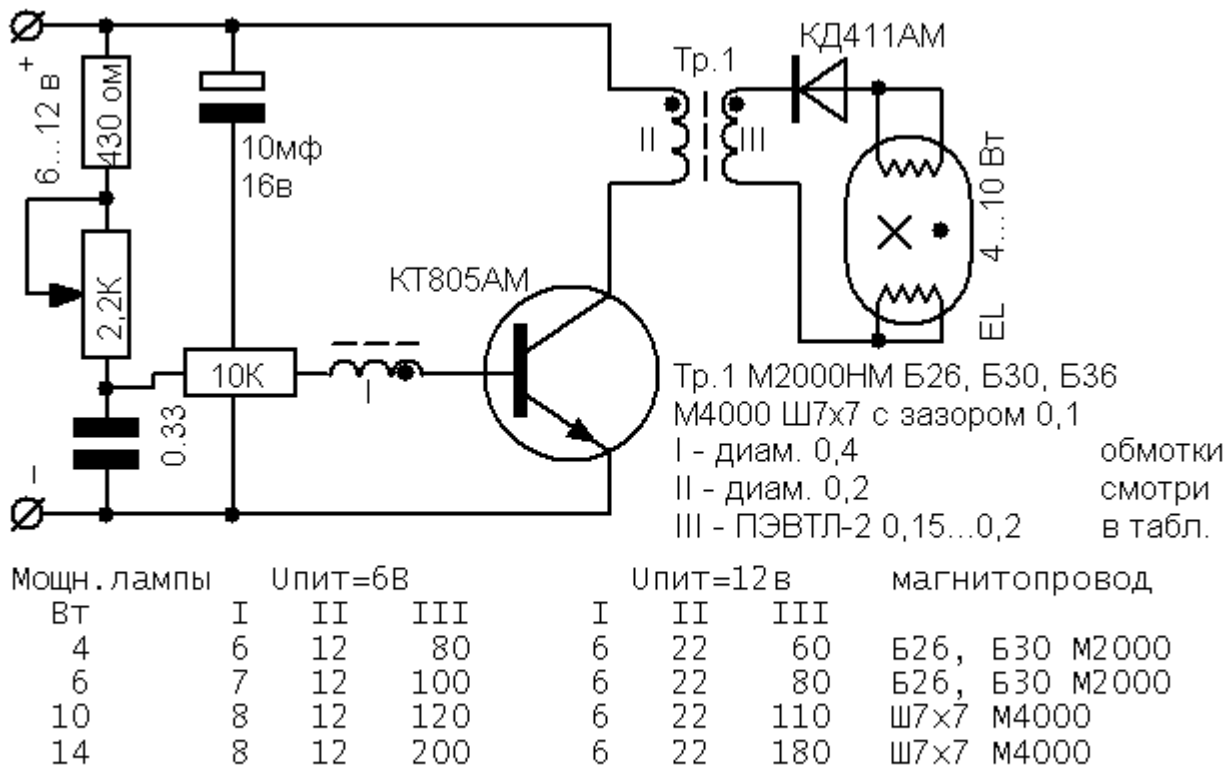 +
6...12 в
430 ом
2,2К
0.33
–
10мф
16в
10К
I
КТ805АМ
Тр.1
II
III
КД411АМ
4...10 Вт
EL
Тр.1 М2000НМ Б26, Б30, Б36
М4000 Ш7х7 с зазором 0,1
I - диам. 0,4 обмотки
II - диам. 0,2 смотри
III - ПЭВТЛ-2 0,15...0,2 в табл.
Мощн.лампы Uпит=6В Uпит=12в магнитопровод
Вт I II III I II III
4 6 12 80 6 22 60 Б26, Б30 М2000
6 7 12 100 6 22 80 Б26, Б30 М2000
10 8 12 120 6 22 110 Ш7×7 М4000
14 8 12 200 6 22 180 Ш7×7 М4000